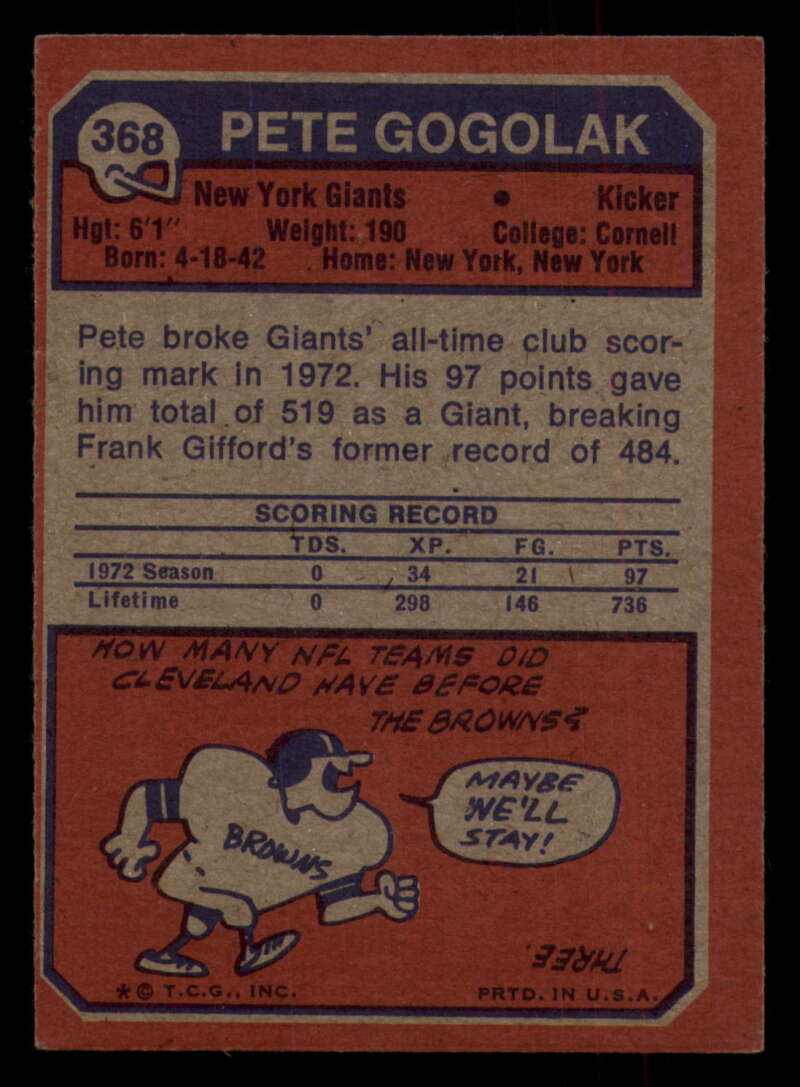 368
PETE GOGOLAK
New York Giants • Kicker
Hgt: 6'1" Weight: 190 College: Cornell
Born: 4-18-42 Home: New York, New York
Pete broke Giants' all-time club scor-
ing mark in 1972. His 97 points gave
him total of 519 as a Giant, breaking
Frank Gifford's former record of 484.
SCORING RECORD
TDS. XP. FG. PTS.
1972 Season 0 34 21 97
Lifetime 0 298 146 736
HOW MANY NFL TEAMS DID
CLEVELAND HAVE BEFORE
THE BROWNS?
MAYBE
WE'LL
STAY!
BROWNS
THREE.
* © T.C.G., INC. PRTD. IN U.S.A.